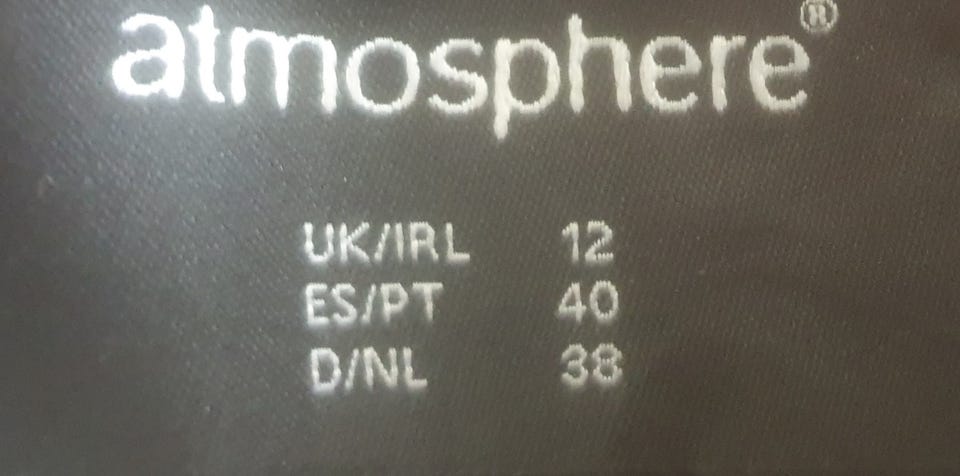 atmosphere®
UK/IRL 12
ES/PT 40
D/NL 38